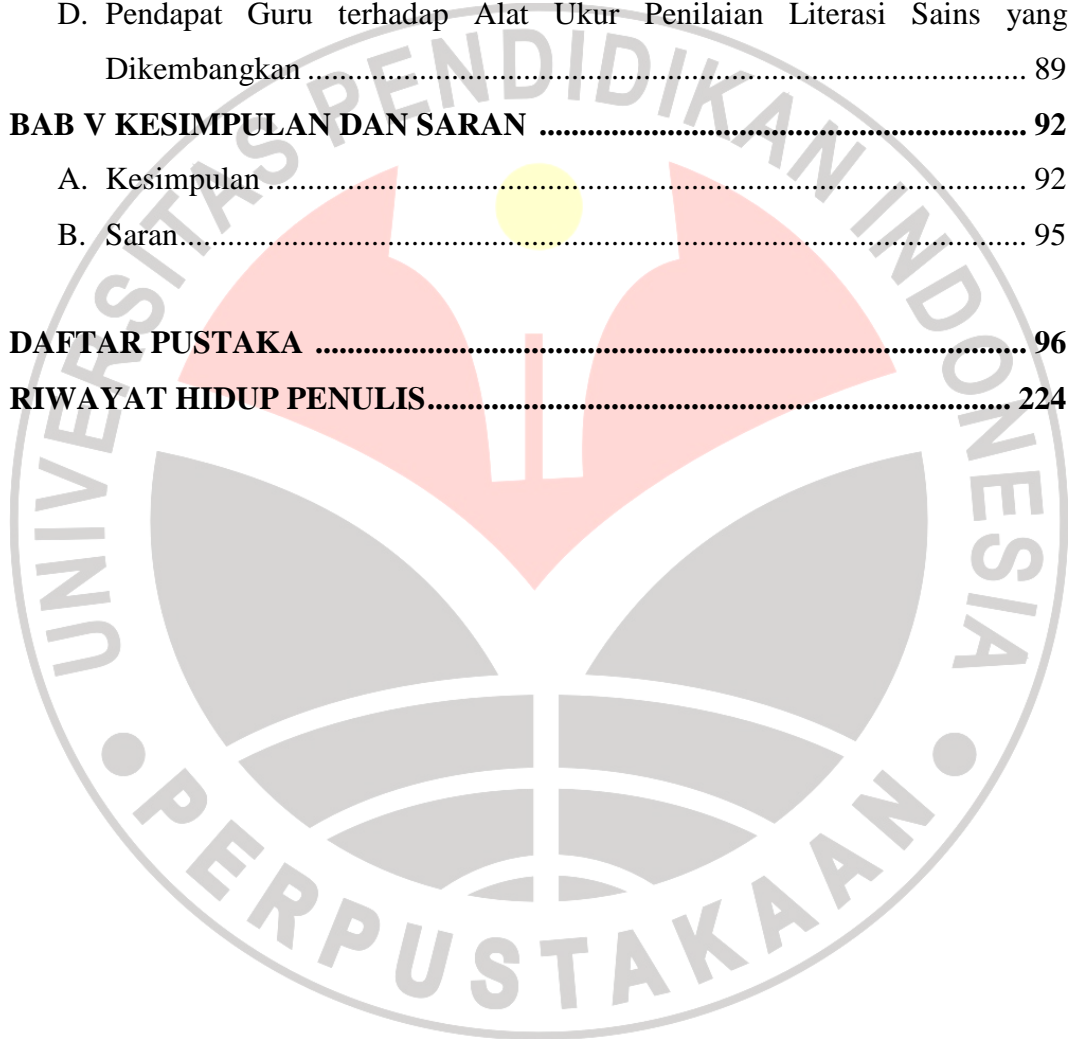 D. Pendapat Guru terhadap Alat Ukur Penilaian Literasi Sains yang
Dikembangkan ........................................................................................ 89
BAB V KESIMPULAN DAN SARAN ............................................................ 92
A. Kesimpulan ............................................................................................. 92
B. Saran........................................................................................................ 95
DAFTAR PUSTAKA ....................................................................................... 96
RIWAYAT HIDUP PENULIS....................................................................... 224
UNIVERSITAS PENDIDIKAN INDONESIA
PERPUSTAKAAN